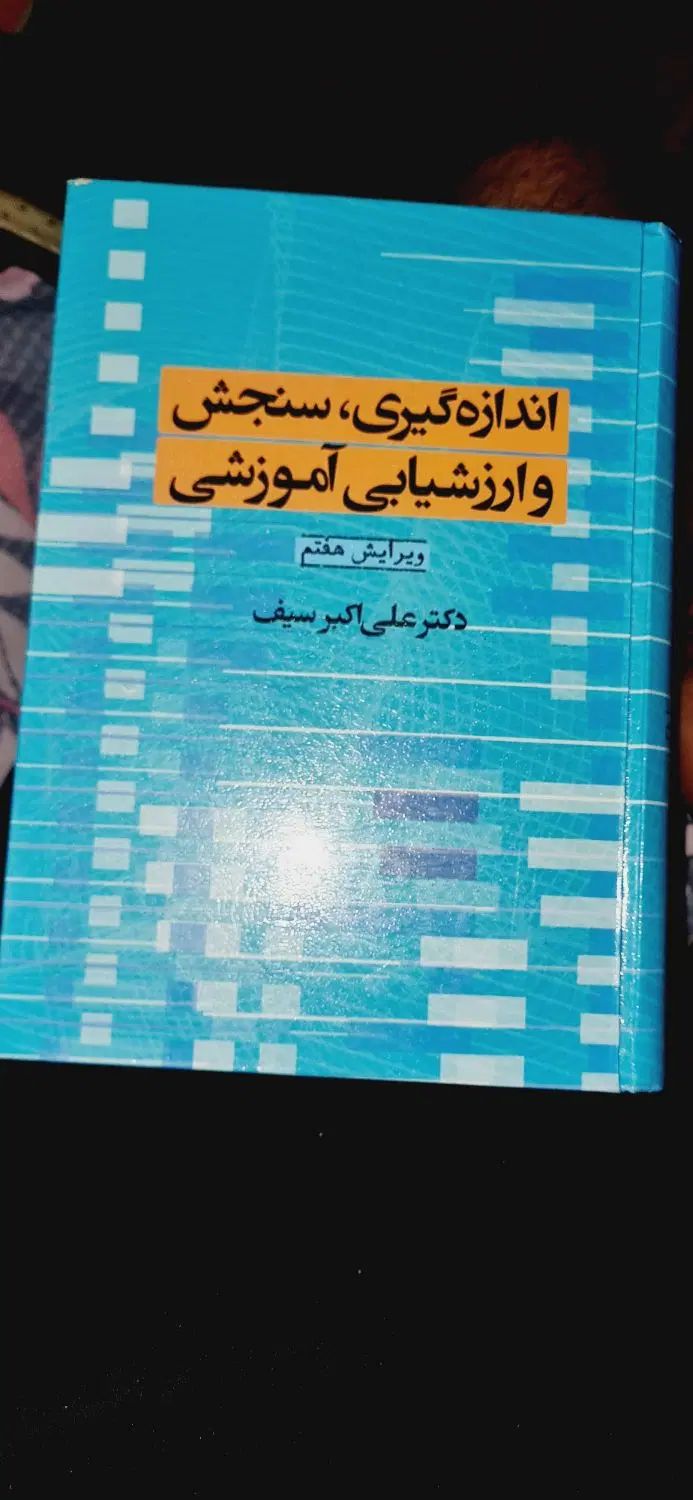 اندازه‌گیری، سنجش
و ارزشیابی آموزشی
ویرایش هفتم
دکتر علی‌اکبر سیف